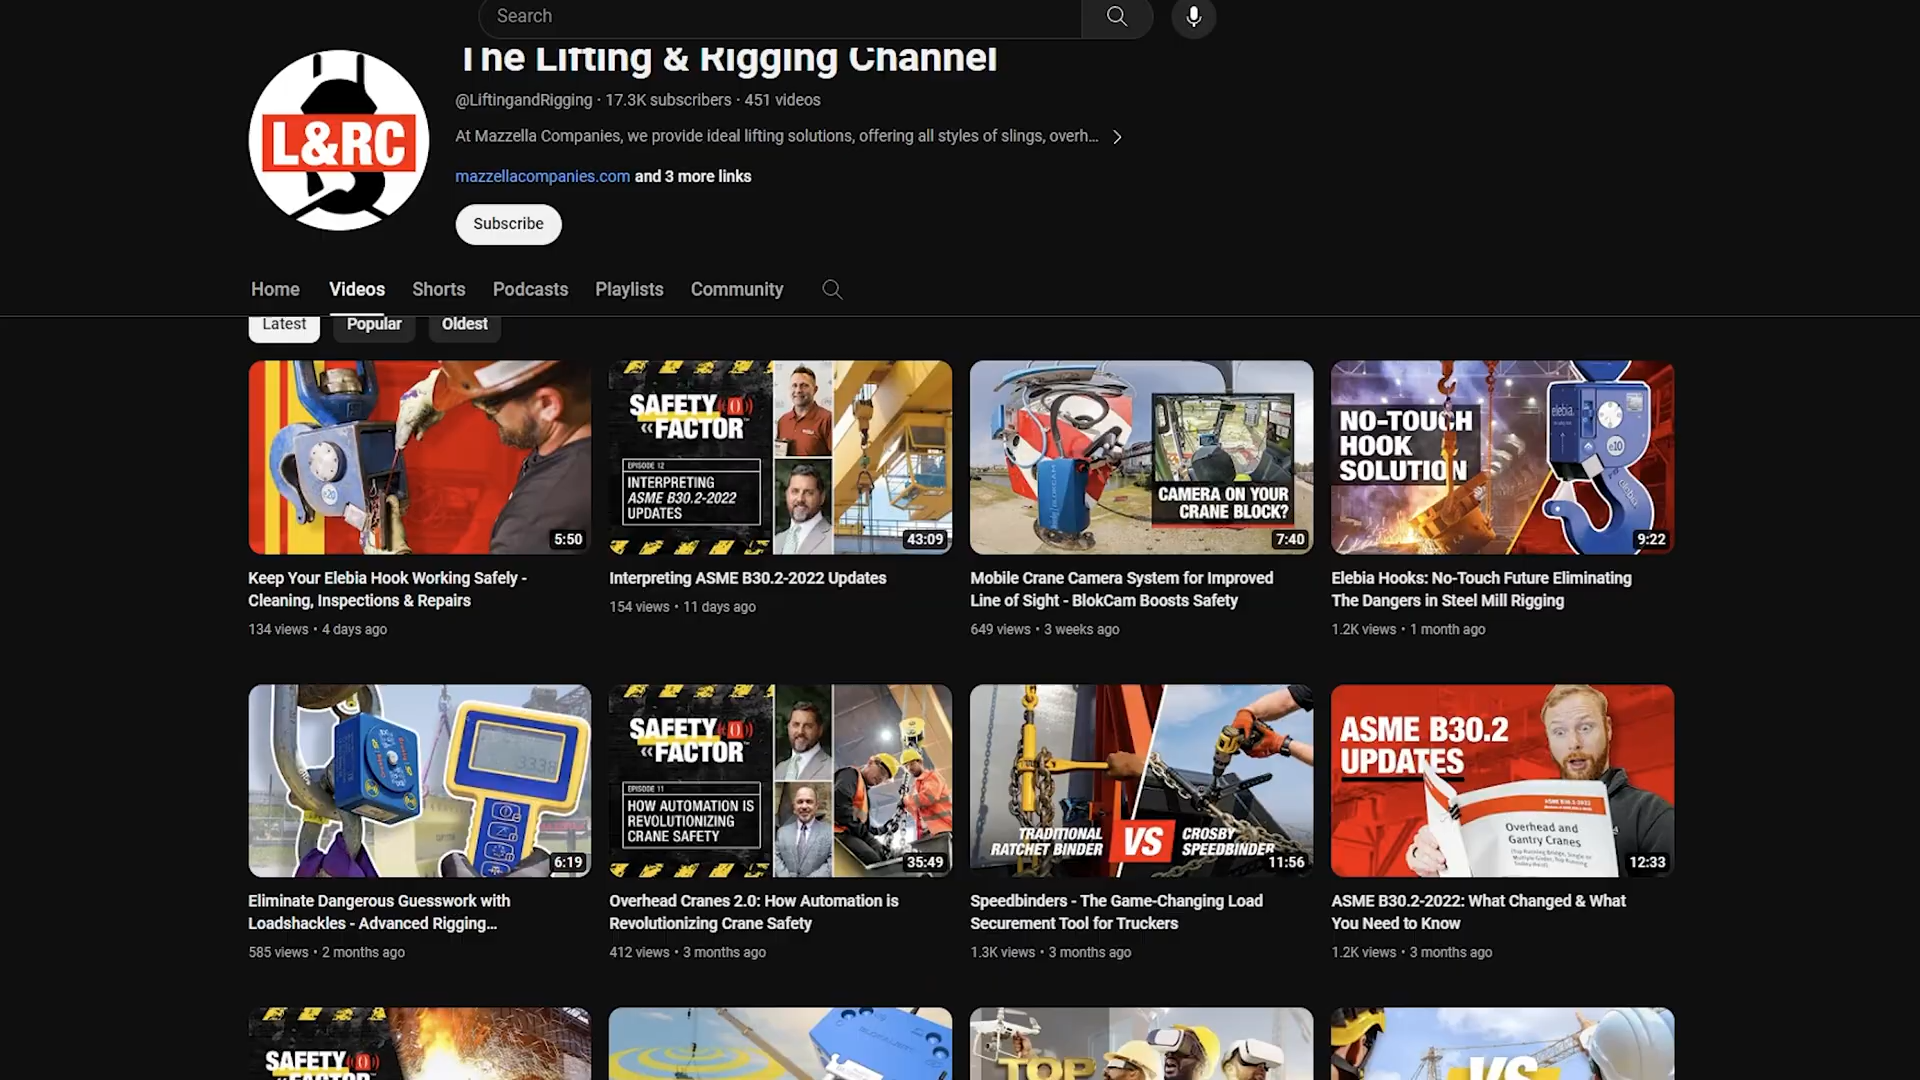 Search
The Lifting & Rigging Channel
@LiftingandRigging · 17.3K subscribers · 451 videos
L&RC
At Mazzella Companies, we provide ideal lifting solutions, offering all styles of slings, overh...
mazzellacompanies.com and 3 more links
Subscribe
Home Videos Shorts Podcasts Playlists Community
Latest Popular Oldest
e20
5:50
SAFETY
FACTOR
EPISODE 12
INTERPRETING
ASME B30.2-2022
UPDATES
43:09
CAMERA ON YOUR
CRANE BLOCK?
7:40
NO-TOUCH
HOOK
SOLUTION
elebia
e10
elebia
9:22
Keep Your Elebia Hook Working Safely -
Cleaning, Inspections & Repairs
134 views • 4 days ago
Interpreting ASME B30.2-2022 Updates
154 views • 11 days ago
Mobile Crane Camera System for Improved
Line of Sight - BlokCam Boosts Safety
649 views • 3 weeks ago
Elebia Hooks: No-Touch Future Eliminating
The Dangers in Steel Mill Rigging
1.2K views • 1 month ago
3338
6:19
SAFETY
FACTOR
EPISODE 11
HOW AUTOMATION IS
REVOLUTIONIZING
CRANE SAFETY
35:49
TRADITIONAL
RATCHET BINDER
VS
CROSBY
SPEEDBINDER
11:56
ASME B30.2
UPDATES
ASME B30.2-2022
Overhead and
Gantry Cranes
12:33
Eliminate Dangerous Guesswork with
Loadshackles - Advanced Rigging...
585 views • 2 months ago
Overhead Cranes 2.0: How Automation is
Revolutionizing Crane Safety
412 views • 3 months ago
Speedbinders - The Game-Changing Load
Securement Tool for Truckers
1.3K views • 3 months ago
ASME B30.2-2022: What Changed & What
You Need to Know
1.2K views • 3 months ago
SAFETY
FACTOR
TOP
VS